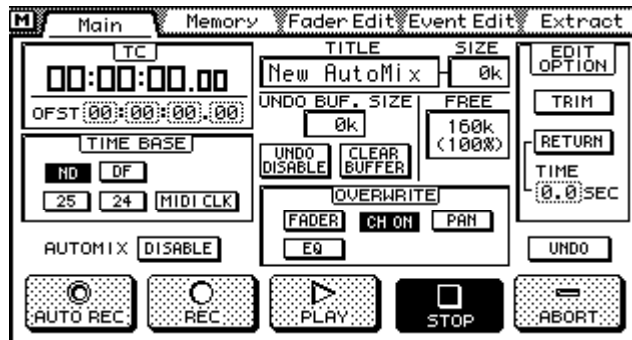 M Main Memory Fader Edit Event Edit Extract
TC
00:00:00.00
OFST 00:00:00.00
TIME BASE
ND DF
25 24 MIDI CLK
AUTOMIX DISABLE
TITLE SIZE
New AutoMix 0k
UNDO BUF. SIZE FREE
0k 160k
(100%)
UNDO DISABLE CLEAR BUFFER
OVERWRITE
FADER CH ON PAN
EQ
EDIT OPTION
TRIM
RETURN
TIME
0.0 SEC
UNDO
AUTO REC REC PLAY STOP ABORT